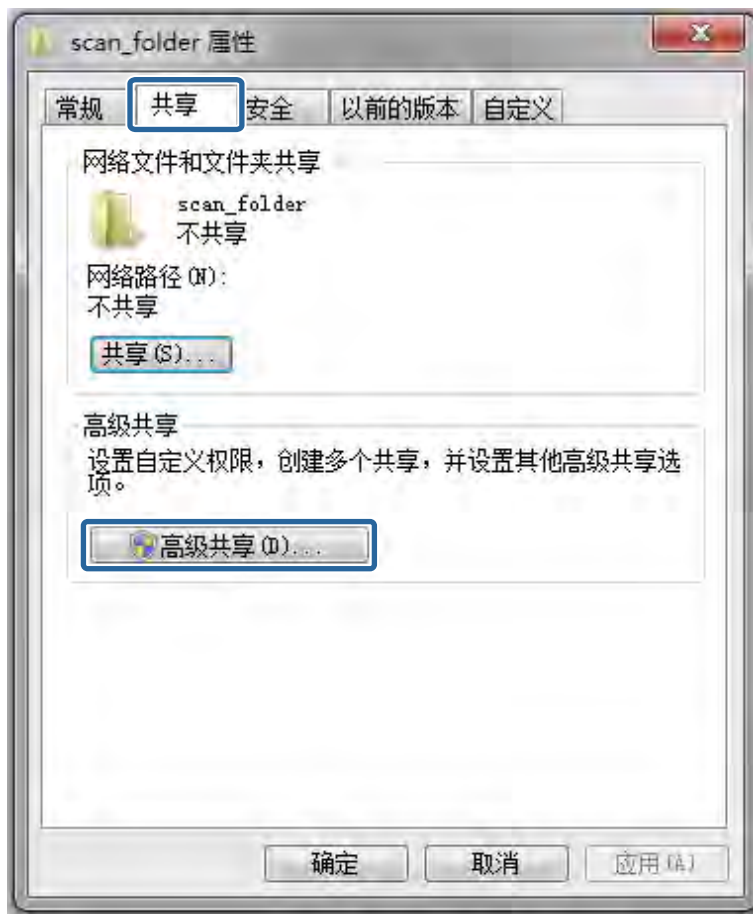 scan_folder 属性
常规 共享 安全 以前的版本 自定义
网络文件和文件夹共享
scan_folder
不共享
网络路径(N):
不共享
共享(S)...
高级共享
设置自定义权限，创建多个共享，并设置其他高级共享选
项。
高级共享(D)...
确定 取消 应用(A)